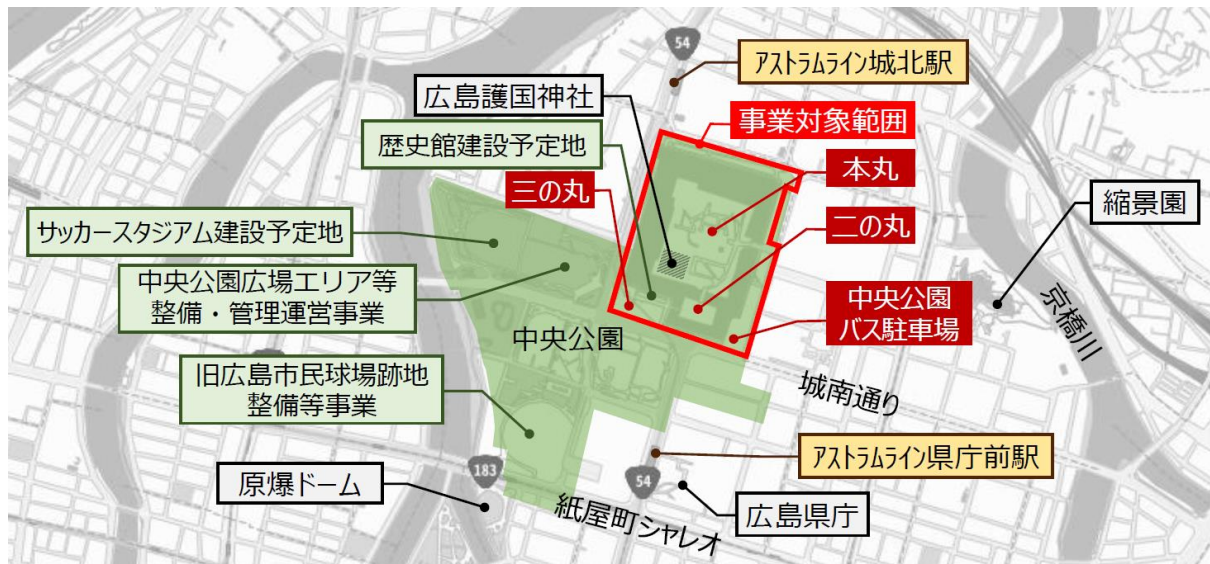 54
アストラムライン城北駅
広島護国神社
事業対象範囲
歴史館建設予定地
本丸
三の丸
縮景園
サッカースタジアム建設予定地
二の丸
中央公園広場エリア等
整備・管理運営事業
中央公園
バス駐車場
京橋川
中央公園
旧広島市民球場跡地
整備等事業
城南通り
アストラムライン県庁前駅
183
54
原爆ドーム
広島県庁
紙屋町シャレオ